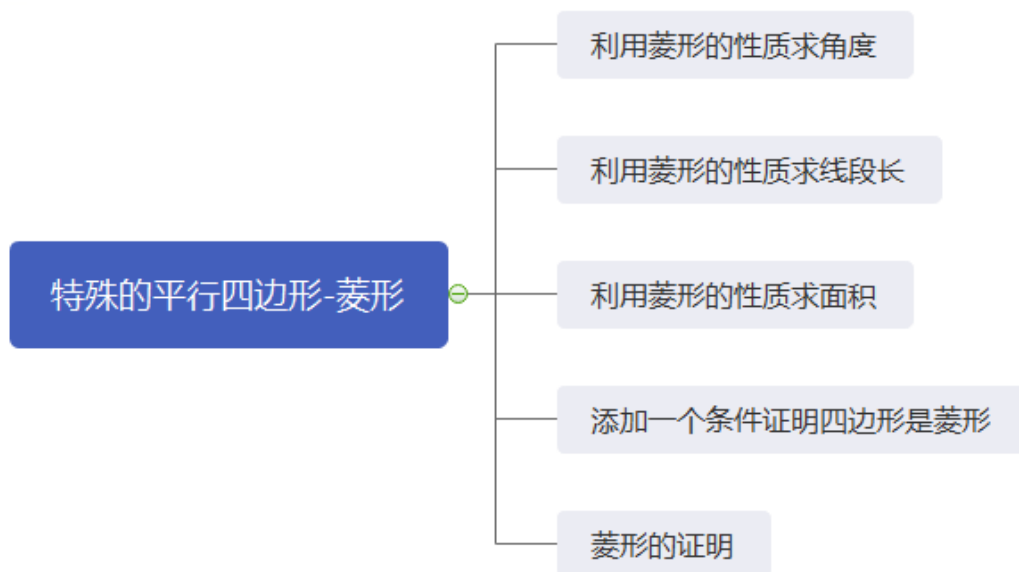 特殊的平行四边形-菱形
利用菱形的性质求角度
利用菱形的性质求线段长
利用菱形的性质求面积
添加一个条件证明四边形是菱形
菱形的证明